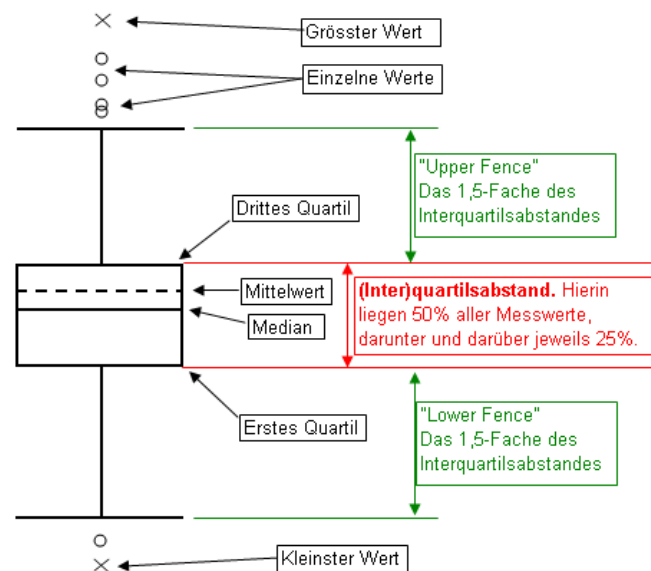 Grösster Wert
Einzelne Werte
"Upper Fence"
Das 1,5-Fache des
Interquartilsabstandes
Drittes Quartil
Mittelwert
Median
(Inter)quartilsabstand. Hierin
liegen 50% aller Messwerte,
darunter und darüber jeweils 25%.
Erstes Quartil
"Lower Fence"
Das 1,5-Fache des
Interquartilsabstandes
Kleinster Wert